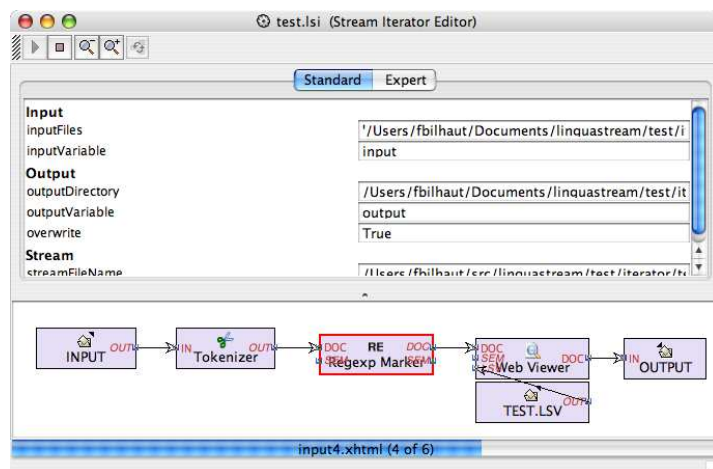 test.lsi (Stream Iterator Editor)
Standard Expert
Input
inputFiles '/Users/fbilhaut/Documents/linguastream/test/i
inputVariable input
Output
outputDirectory /Users/fbilhaut/Documents/linguastream/test/it
outputVariable output
overwrite True
Stream
streamFileName /Users/fbilhaut/src/linguastream/test/iterator/t
INPUT OUT
IN Tokenizer OUT
DOC RE DOC
SEM Regexp Marker SEM
DOC
SEM Web Viewer DOC
LSV
TEST.LSV OUT
IN OUTPUT
input4.xhtml (4 of 6)